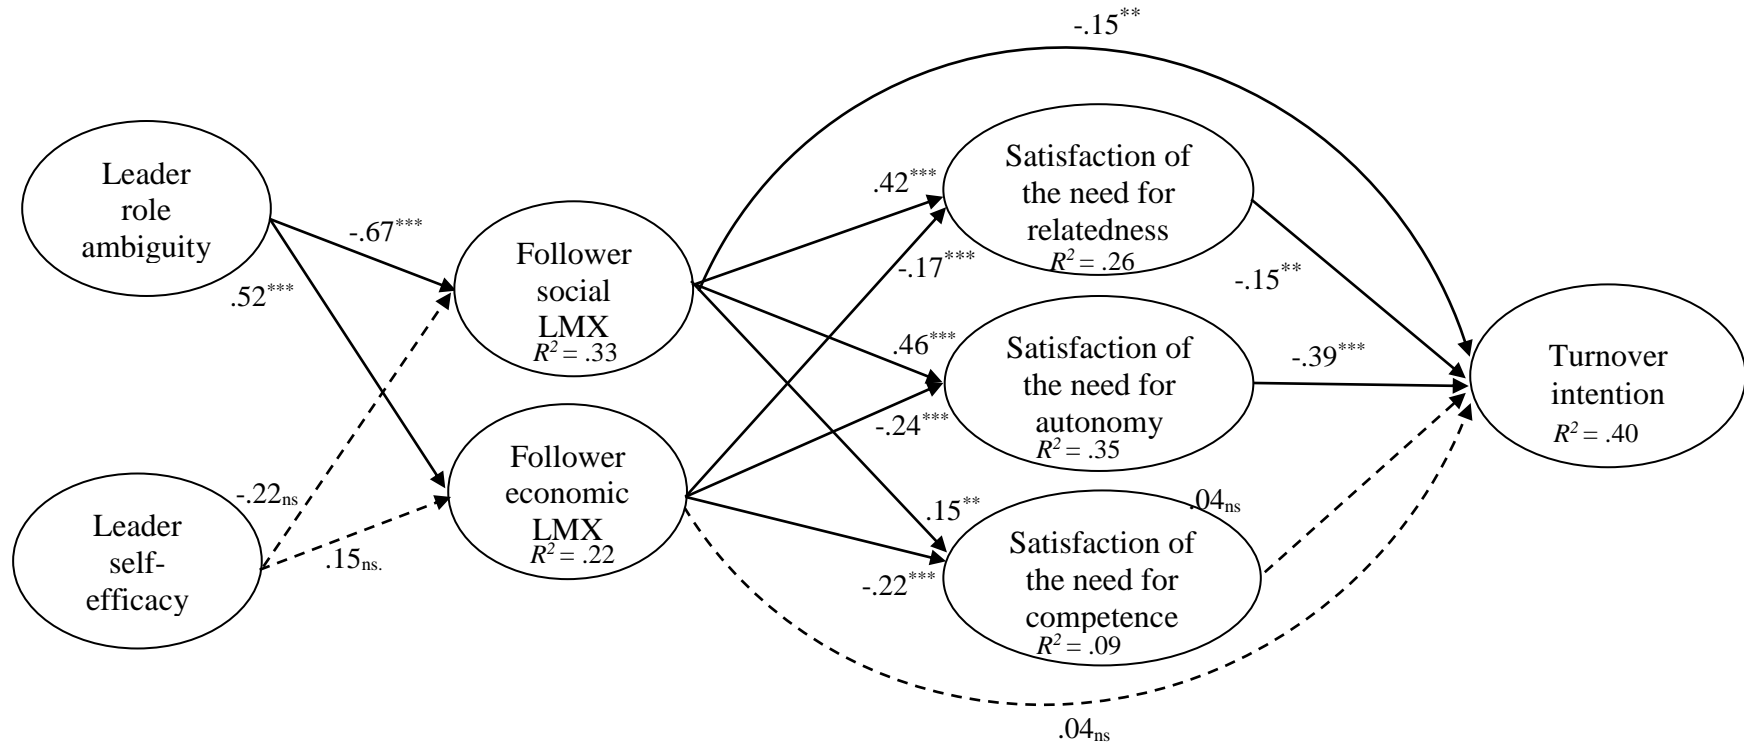 -.15**
Leader
role
ambiguity
-.67***
.52***
Leader
self-
efficacy
-.22ns
.15ns.
Follower
social
LMX
R² = .33
Follower
economic
LMX
R² = .22
.42***
-.17***
.46***
-.24***
.15**
-.22***
Satisfaction of
the need for
relatedness
R² = .26
Satisfaction of
the need for
autonomy
R² = .35
Satisfaction of
the need for
competence
R² = .09
-.15**
-.39***
.04ns
.04ns
Turnover
intention
R² = .40